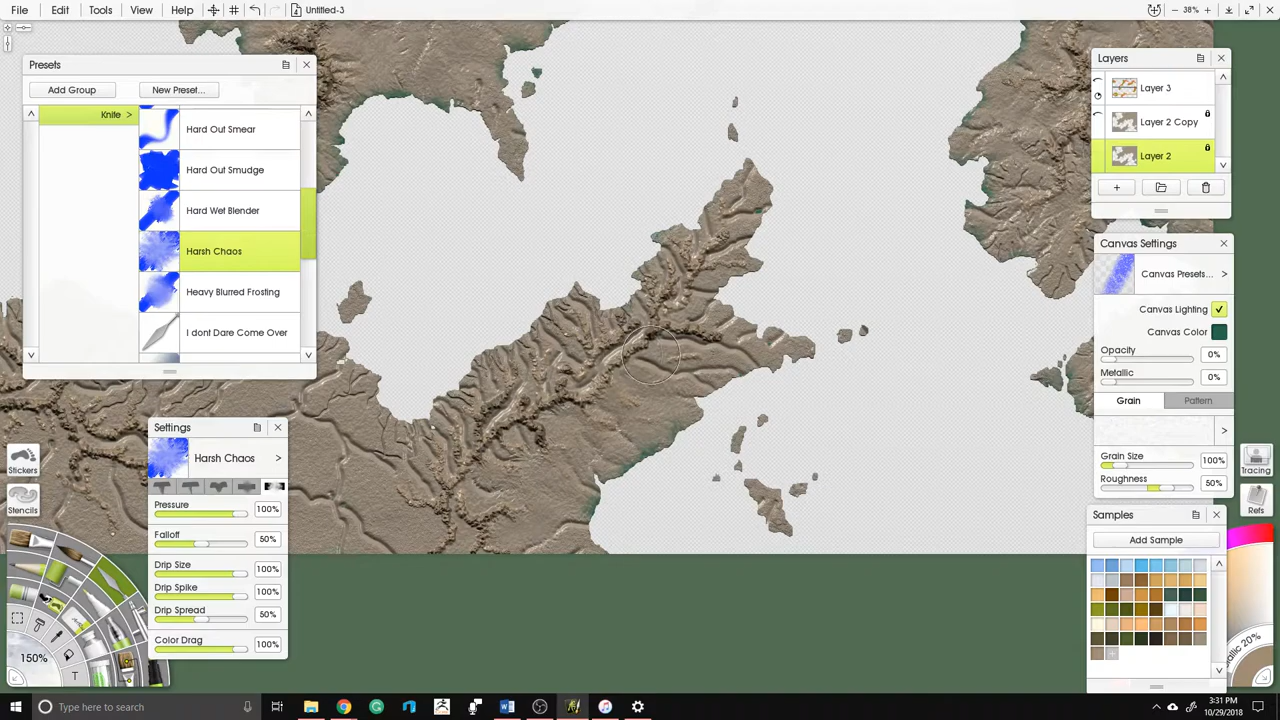 File Edit Tools View Help Untitled-3 38%
Presets
Add Group New Preset...
Knife >
Hard Out Smear
Hard Out Smudge
Hard Wet Blender
Harsh Chaos
Heavy Blurred Frosting
I dont Dare Come Over
Layers
Layer 3
Layer 2 Copy
Layer 2
Canvas Settings
Canvas Presets... >
Canvas Lighting
Canvas Color
Opacity 0%
Metallic 0%
Grain Pattern
Grain Size 100%
Roughness 50%
Settings
Harsh Chaos >
Pressure 100%
Falloff 50%
Drip Size 100%
Drip Spike 100%
Drip Spread 50%
Color Drag 100%
Stickers
Stencils
150%
Tracing
Refs
Samples
Add Sample
Metallic 20%
Type here to search
3:31 PM
10/29/2018